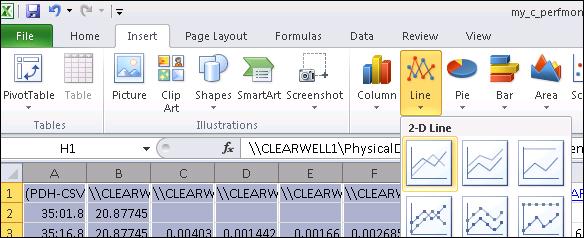 my_c_perfmon
File Home Insert Page Layout Formulas Data Review View
PivotTable Table Picture Clip Art Shapes SmartArt Screenshot Column Line Pie Bar Area
Tables Illustrations
2-D Line
H1 fx \\CLEARWELL1\PhysicalD
A B C D E F
1 (PDH-CSV \\CLEARW \\CLEARW \\CLEARW \\CLEARW \\CLEARW
2 35:01.8 20.87745
3 35:16.8 20.87745 0.00403 0.001442 0.00166 0.002685